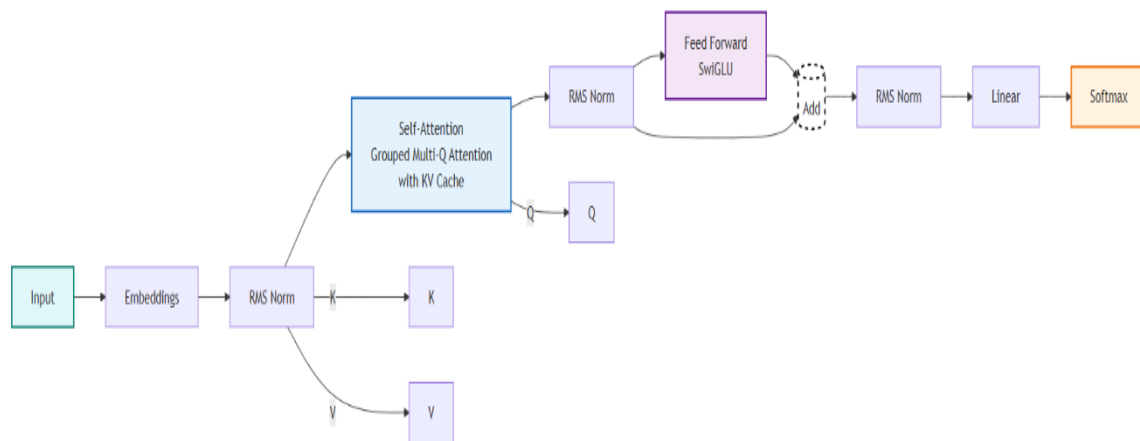 Input
Embeddings
RMS Norm
K
K
V
V
Self-Attention
Grouped Multi-Q Attention
with KV Cache
Q
Q
RMS Norm
Feed Forward
SwiGLU
Add
RMS Norm
Linear
Softmax